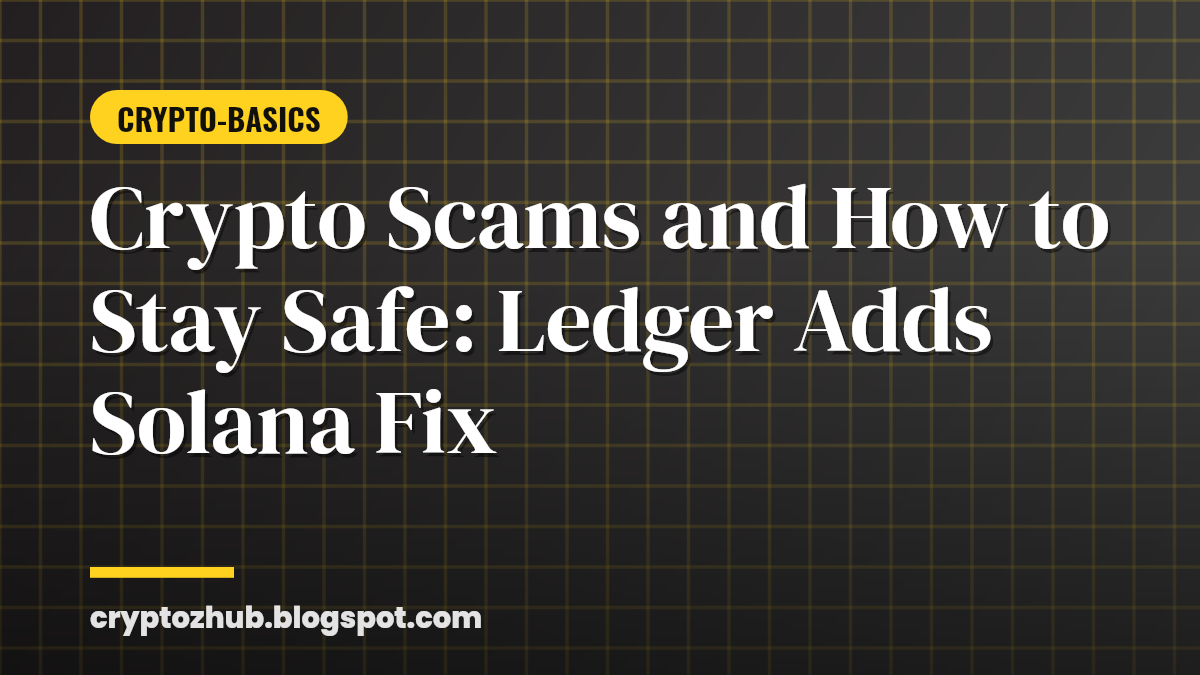 CRYPTO-BASICS
Crypto Scams and How to
Stay Safe: Ledger Adds
Solana Fix
cryptozhub.blogspot.com